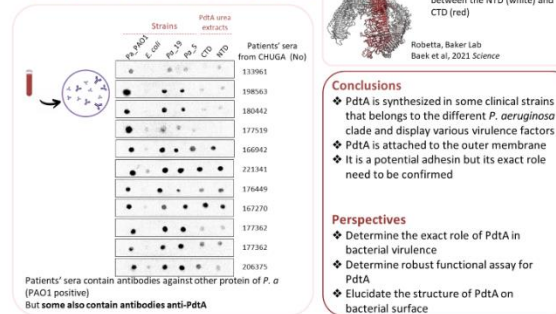 Strains
PdtA urea
extracts
Pa_PAO1
E. coli
Pa_19
Pa_5
CTD
NTD
Patients' sera
from CHUGA (No)
133961
198563
180442
177519
166942
221341
176449
167270
177362
177362
206375
Patients' sera contain antibodies against other protein of P. a
(PAO1 positive)
But some also contain antibodies anti-PdtA
between the NTD (white) and
CTD (red)
Robetta, Baker Lab
Baek et al, 2021 Science
Conclusions
❖ PdtA is synthesized in some clinical strains
that belongs to the different P. aeruginosa
clade and display various virulence factors
❖ PdtA is attached to the outer membrane
❖ It is a potential adhesin but its exact role
need to be confirmed
Perspectives
❖ Determine the exact role of PdtA in
bacterial virulence
❖ Determine robust functional assay for
PdtA
❖ Elucidate the structure of PdtA on
bacterial surface